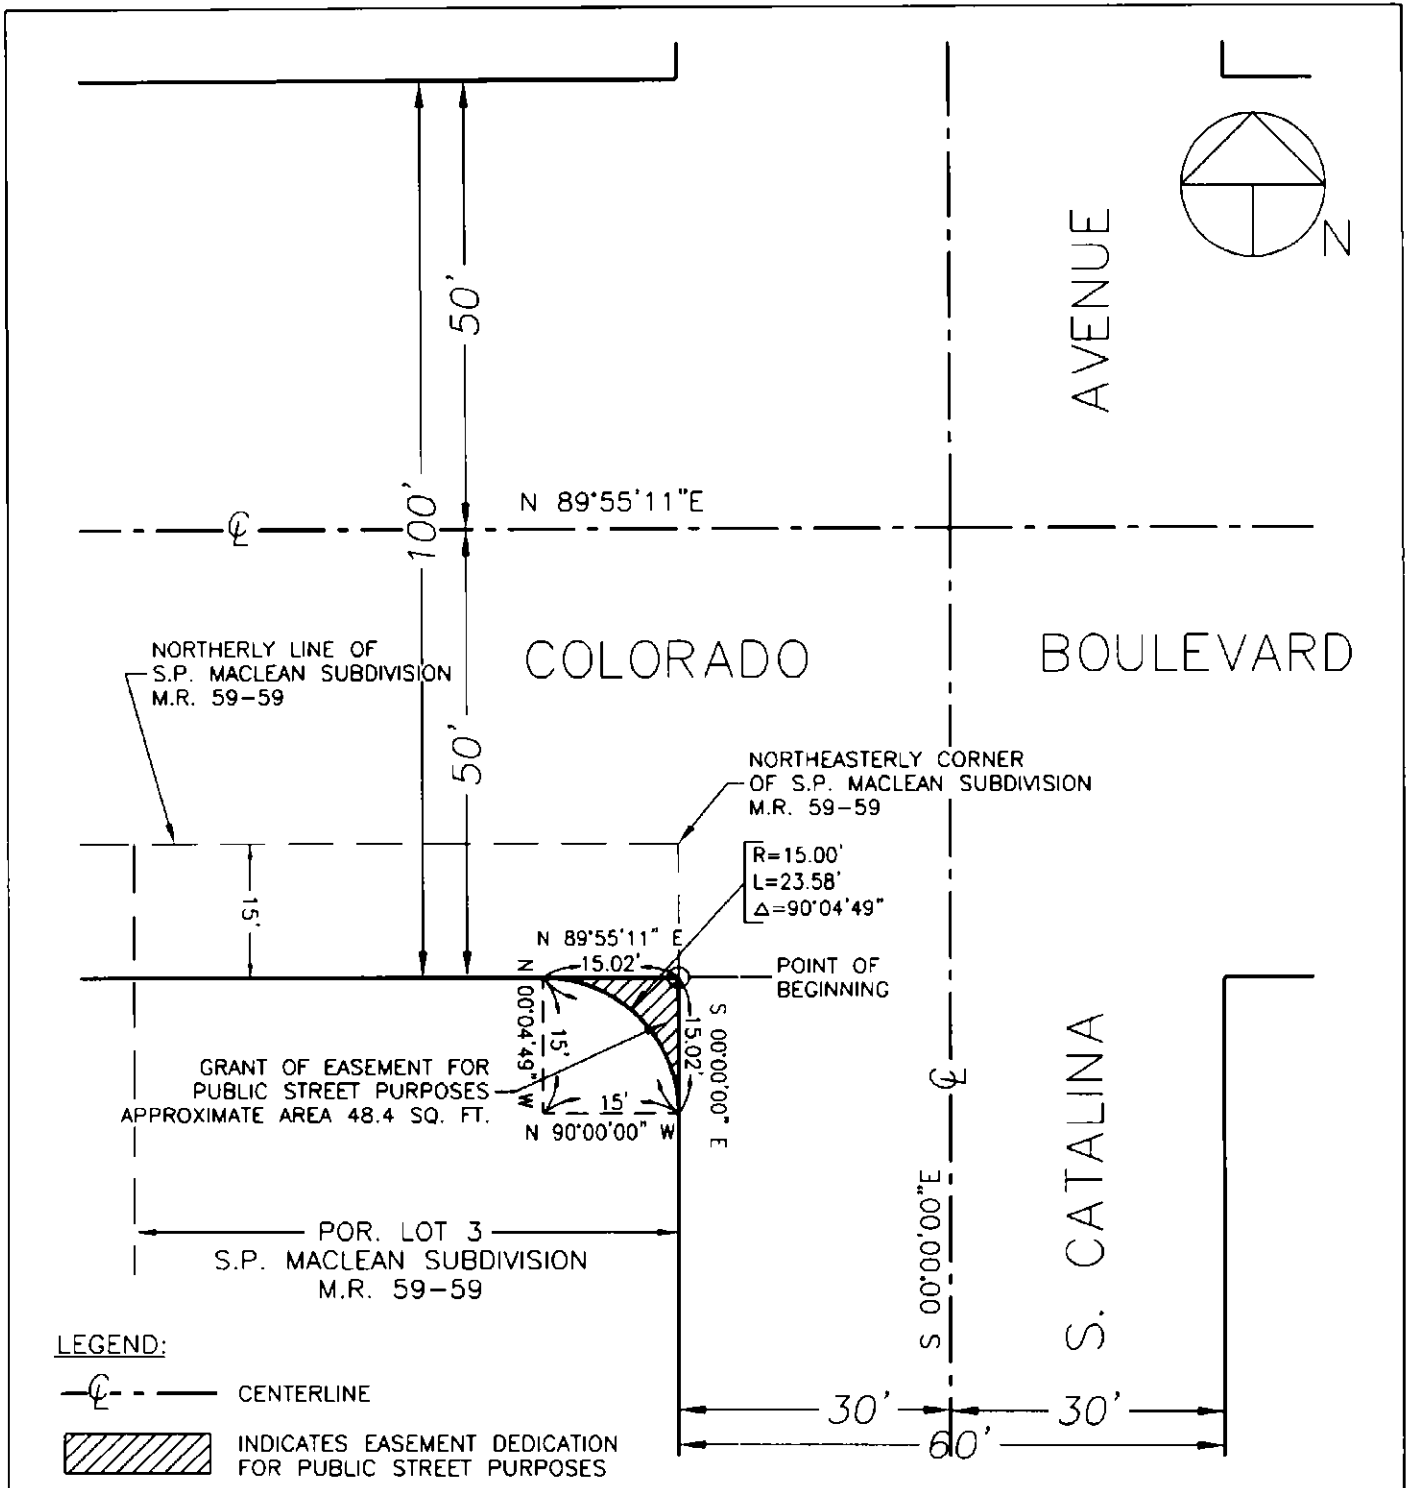 AVENUE
N
50'
100'
N 89°55'11"E
℄
COLORADO
BOULEVARD
NORTHERLY LINE OF
S.P. MACLEAN SUBDIVISION
M.R. 59-59
50'
NORTHEASTERLY CORNER
OF S.P. MACLEAN SUBDIVISION
M.R. 59-59
R=15.00'
L=23.58'
Δ=90°04'49"
15'
N 89°55'11" E
15.02'
POINT OF
BEGINNING
N 00°04'49" W
15'
15.02'
S 00°00'00" E
GRANT OF EASEMENT FOR
PUBLIC STREET PURPOSES
APPROXIMATE AREA 48.4 SQ. FT.
15'
N 90°00'00" W
℄
S. CATALINA
S 00°00'00"E
POR. LOT 3
S.P. MACLEAN SUBDIVISION
M.R. 59-59
LEGEND:
℄ CENTERLINE
INDICATES EASEMENT DEDICATION
FOR PUBLIC STREET PURPOSES
30'
30'
60'